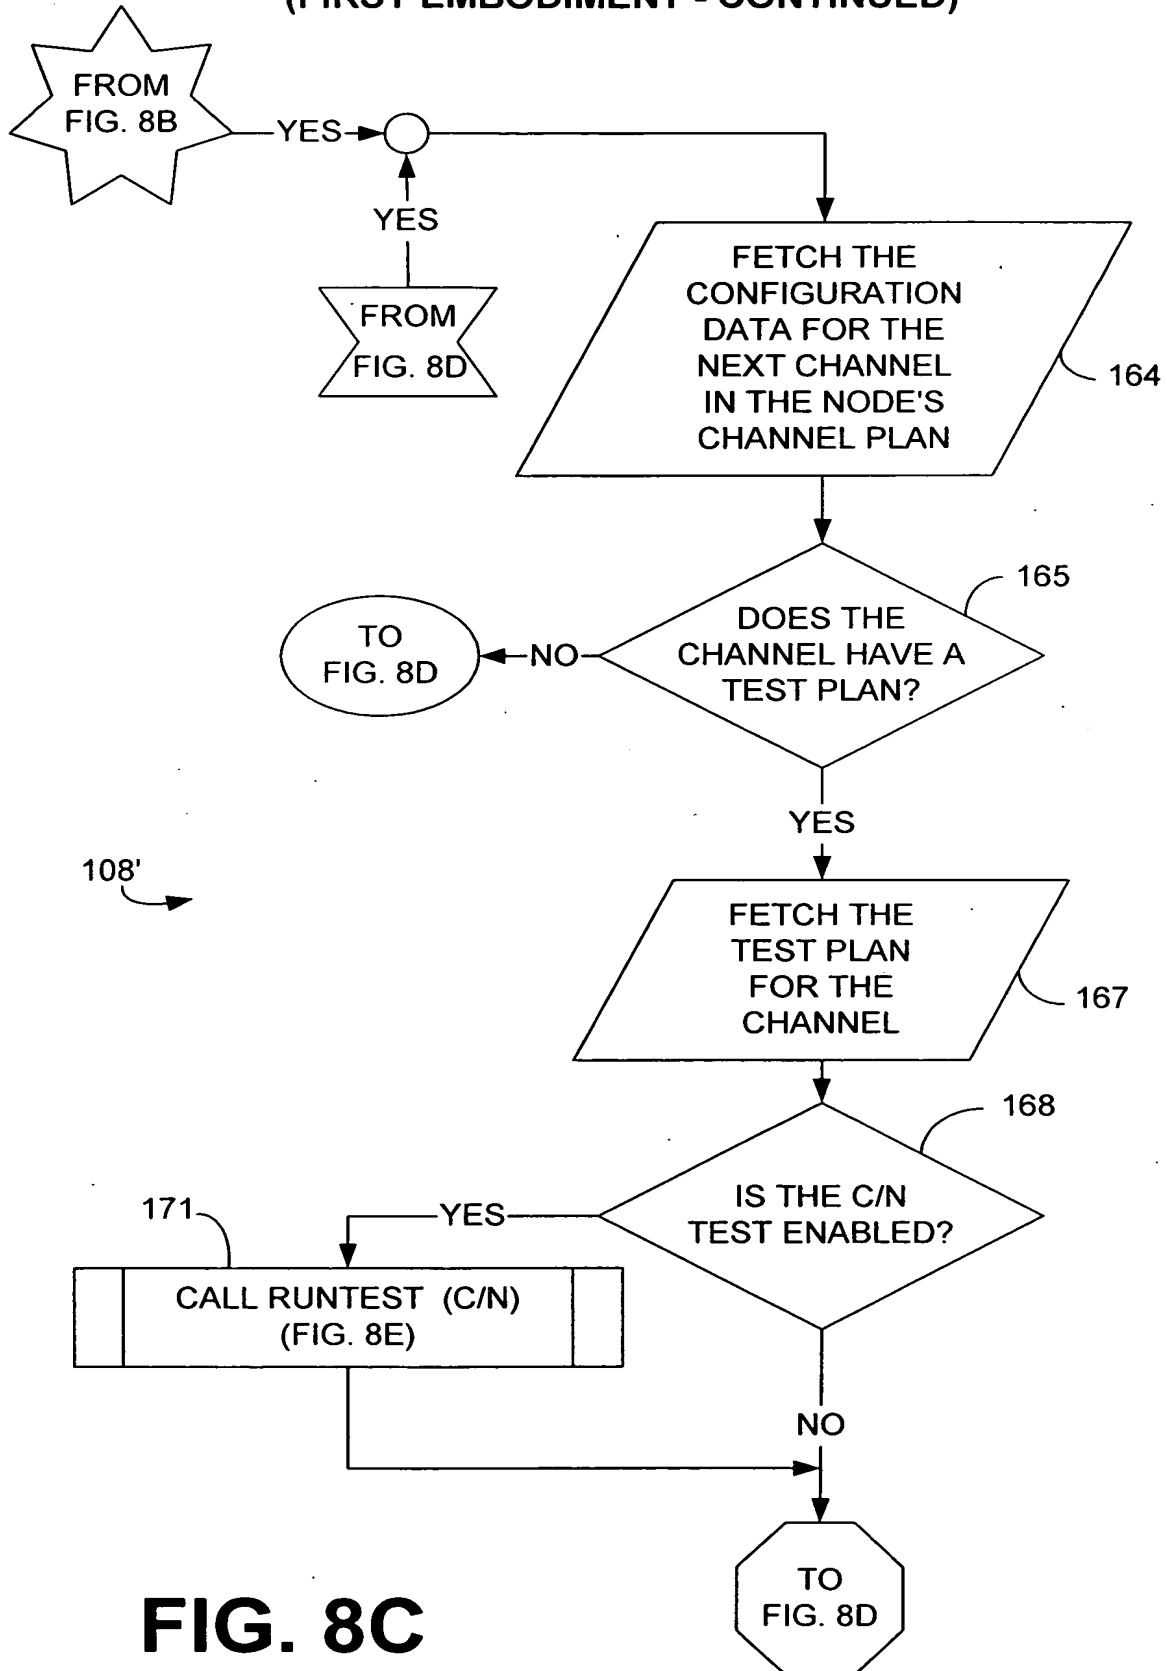 (FIRST EMBODIMENT - CONTINUED)
FROM
FIG. 8B
YES
YES
FROM
FIG. 8D
FETCH THE
CONFIGURATION
DATA FOR THE
NEXT CHANNEL
IN THE NODE'S
CHANNEL PLAN
164
165
DOES THE
CHANNEL HAVE A
TEST PLAN?
NO
TO
FIG. 8D
YES
108'
FETCH THE
TEST PLAN
FOR THE
CHANNEL
167
168
IS THE C/N
TEST ENABLED?
YES
171
CALL RUNTEST (C/N)
(FIG. 8E)
NO
TO
FIG. 8D
FIG. 8C